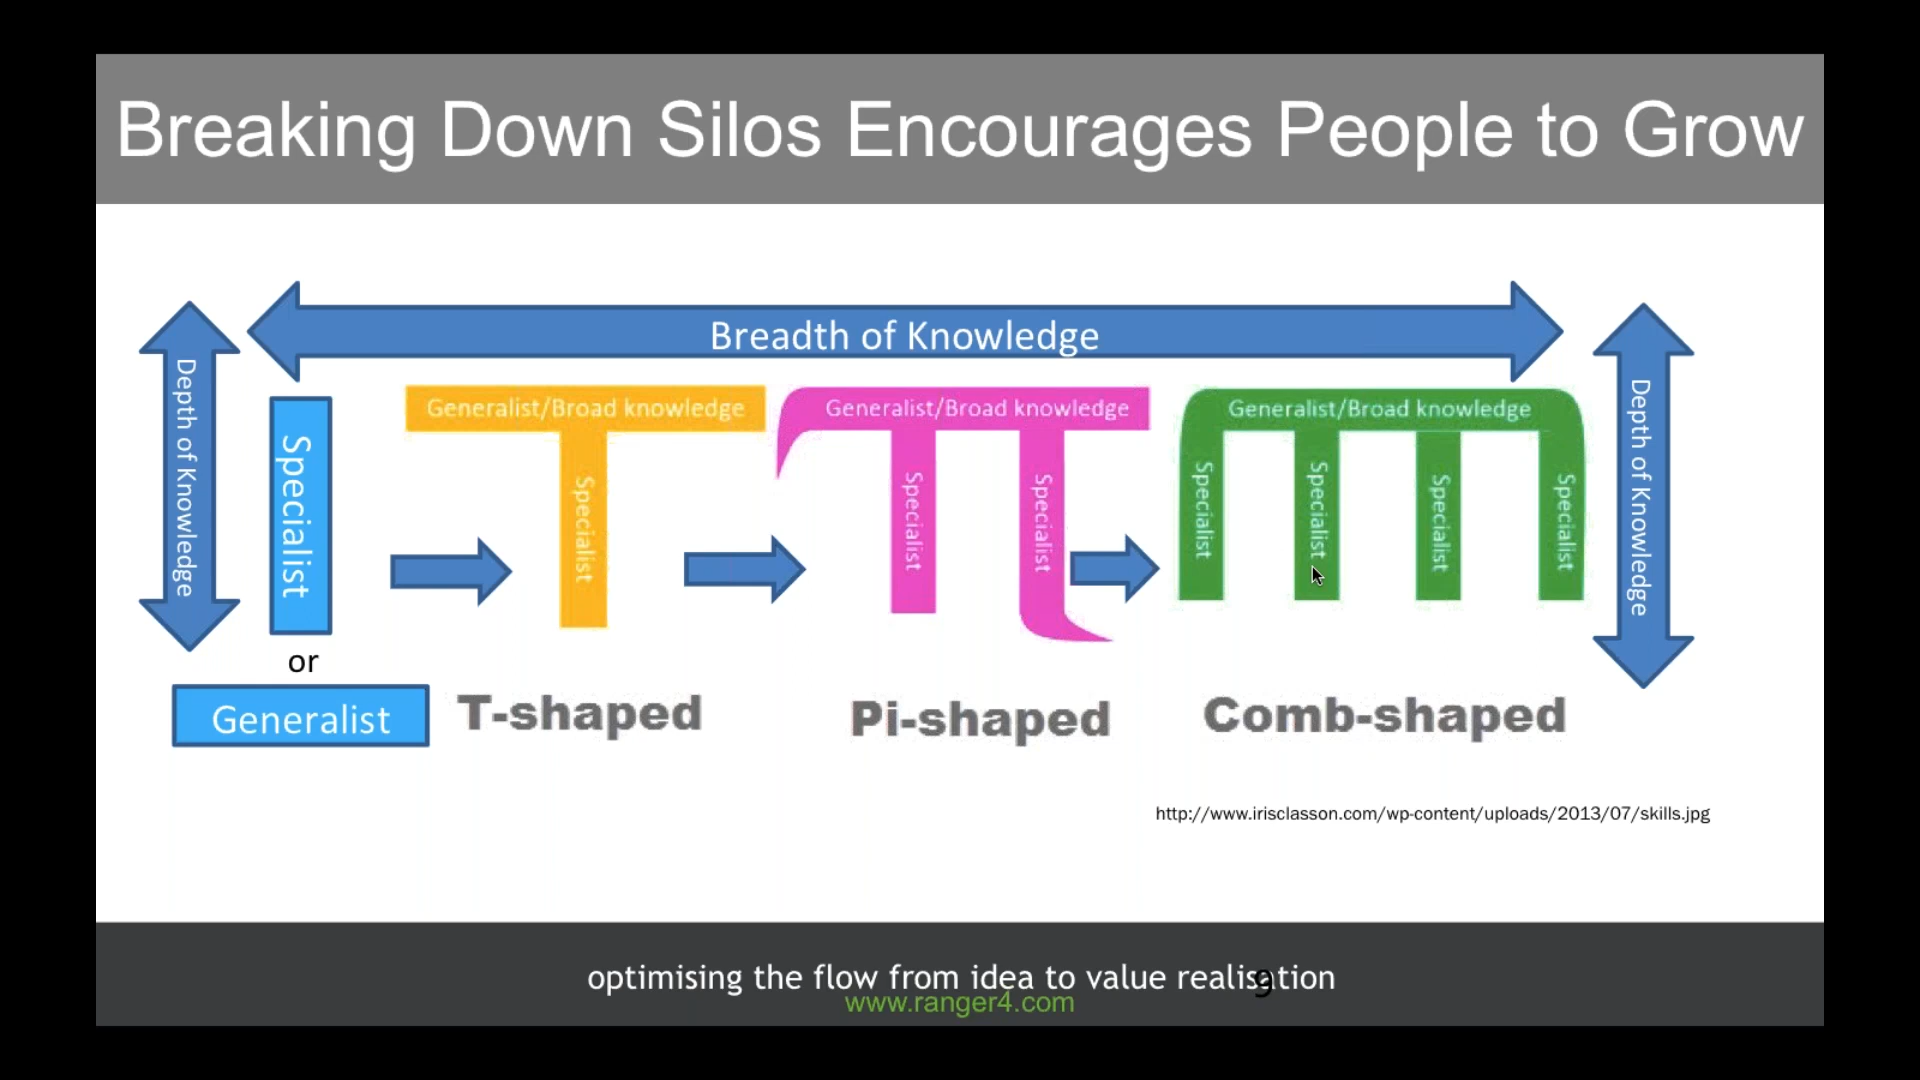 Breaking Down Silos Encourages People to Grow
Breadth of Knowledge
Depth of Knowledge
Specialist
or
Generalist
Generalist/Broad knowledge
Specialist
T-shaped
Generalist/Broad knowledge
Specialist
Specialist
Pi-shaped
Generalist/Broad knowledge
Specialist
Specialist
Specialist
Specialist
Comb-shaped
Depth of Knowledge
http://www.irisclasson.com/wp-content/uploads/2013/07/skills.jpg
optimising the flow from idea to value realisation
9
www.ranger4.com